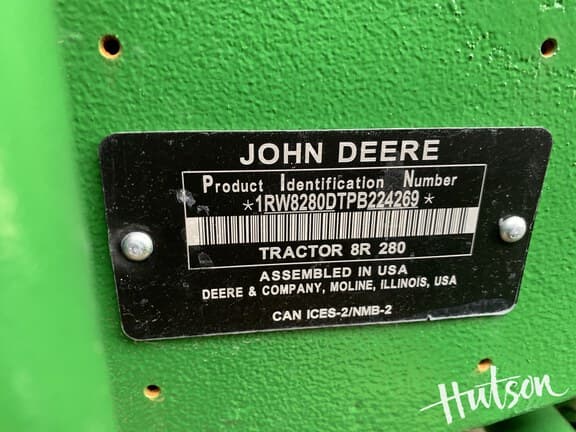 JOHN DEERE
Product Identification Number
*1RW8280DTPB224269*
TRACTOR 8R 280
ASSEMBLED IN USA
DEERE & COMPANY, MOLINE, ILLINOIS, USA
CAN ICES-2/NMB-2
Hutson